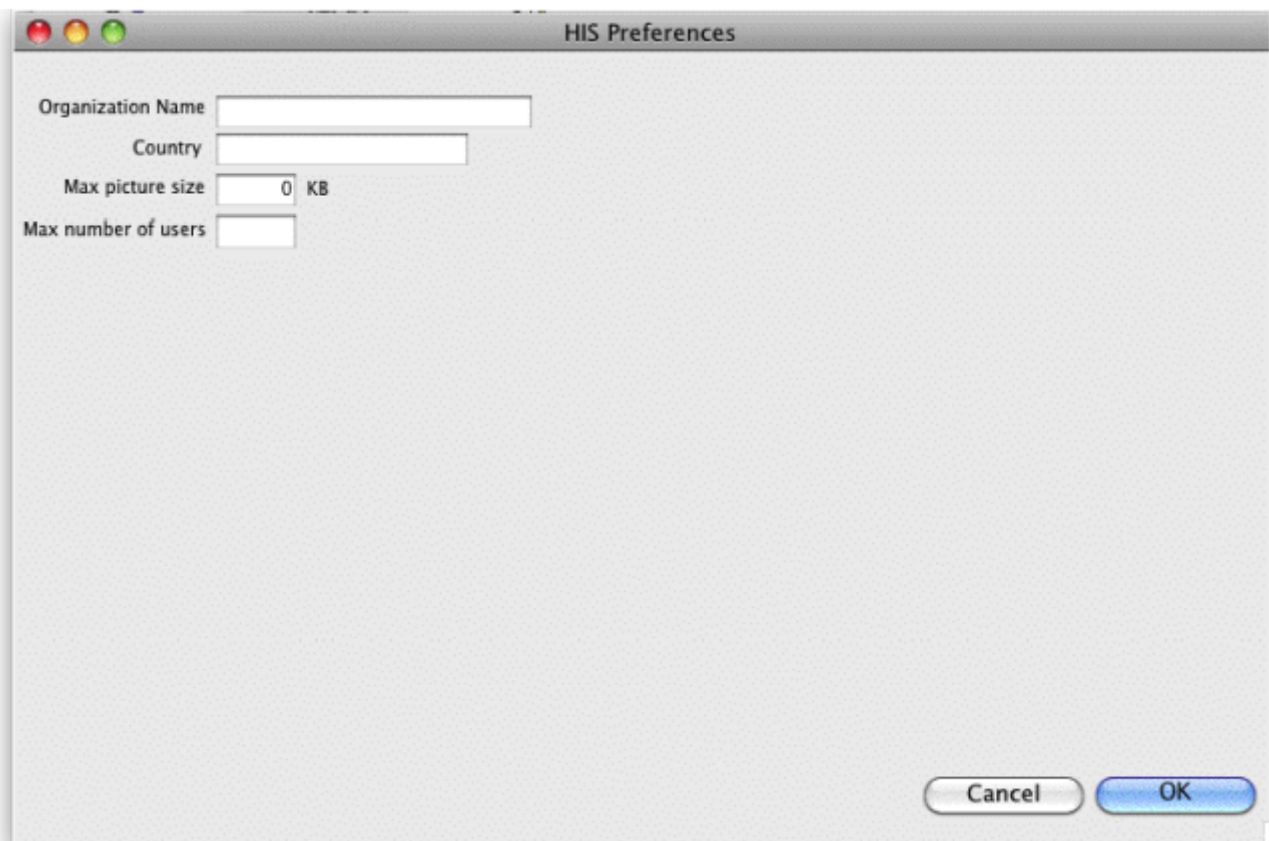 HIS Preferences
Organization Name
Country
Max picture size 0 KB
Max number of users
Cancel OK